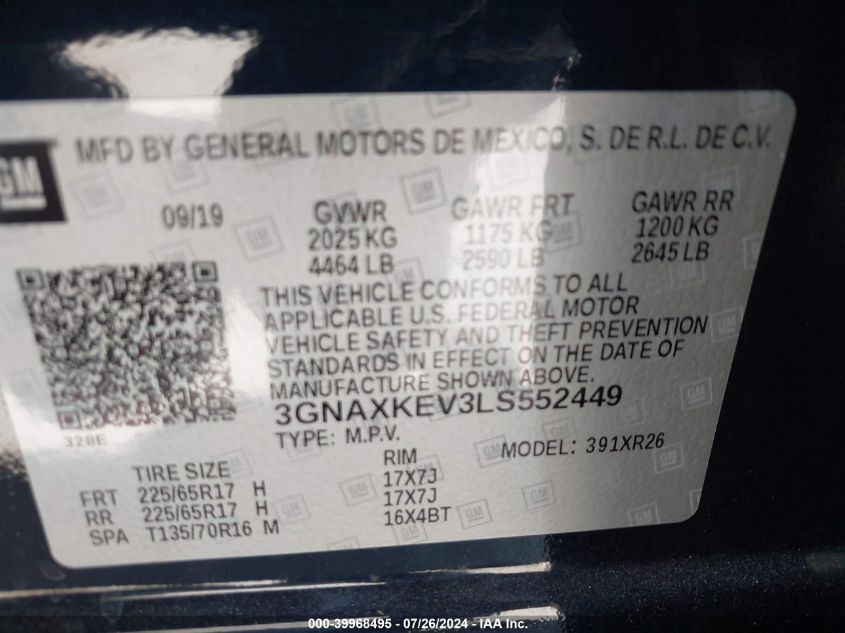 GM
MFD BY GENERAL MOTORS DE MEXICO, S. DE R.L. DE C.V.
09/19 GVWR GAWR FRT GAWR RR
2025 KG 1175 KG 1200 KG
4464 LB 2590 LB 2645 LB
THIS VEHICLE CONFORMS TO ALL
APPLICABLE U.S. FEDERAL MOTOR
VEHICLE SAFETY AND THEFT PREVENTION
STANDARDS IN EFFECT ON THE DATE OF
MANUFACTURE SHOWN ABOVE.
3GNAXKEV3LS552449
328E
TYPE: M.P.V. MODEL: 391XR26
TIRE SIZE RIM
FRT 225/65R17 H 17X7J
RR 225/65R17 H 17X7J
SPA T135/70R16 M 16X4BT
000-39968495 - 07/26/2024 - IAA Inc.